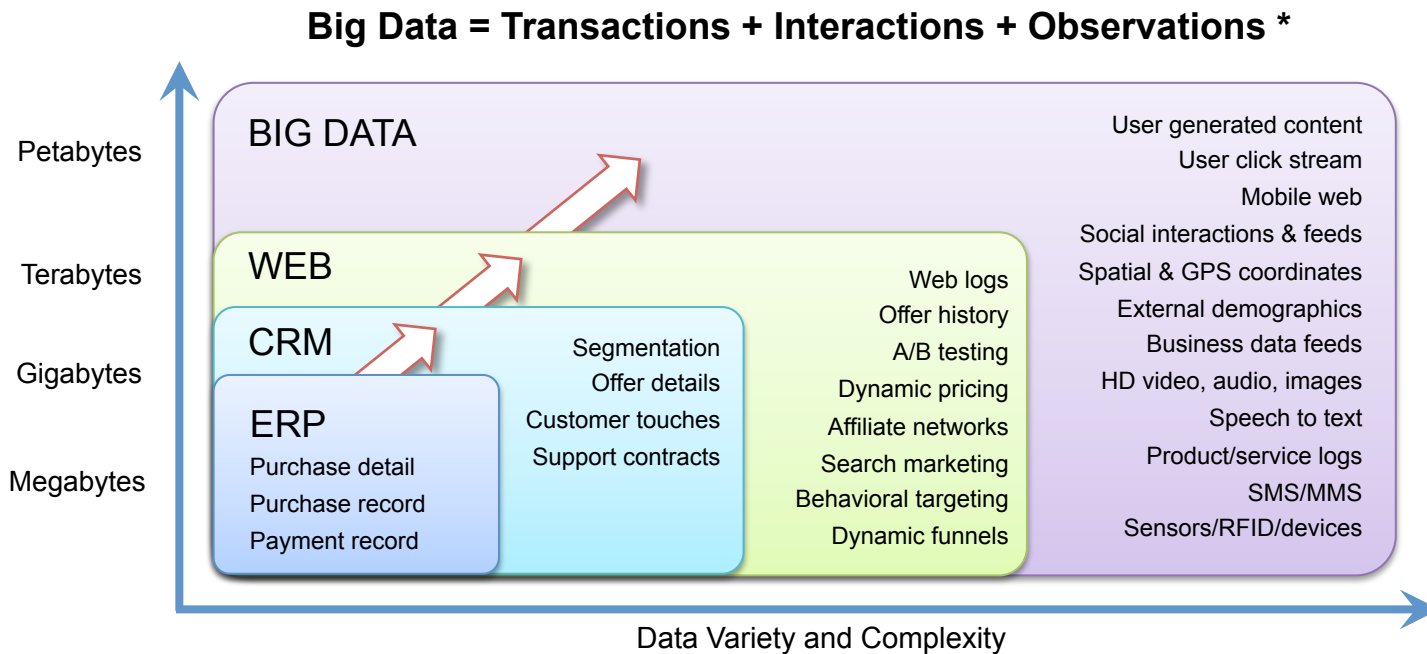 Big Data = Transactions + Interactions + Observations *
Petabytes
Terabytes
Gigabytes
Megabytes
BIG DATA
User generated content
User click stream
Mobile web
Social interactions & feeds
Spatial & GPS coordinates
External demographics
Business data feeds
HD video, audio, images
Speech to text
Product/service logs
SMS/MMS
Sensors/RFID/devices
WEB
Web logs
Offer history
A/B testing
Dynamic pricing
Affiliate networks
Search marketing
Behavioral targeting
Dynamic funnels
CRM
Segmentation
Offer details
Customer touches
Support contracts
ERP
Purchase detail
Purchase record
Payment record
Data Variety and Complexity